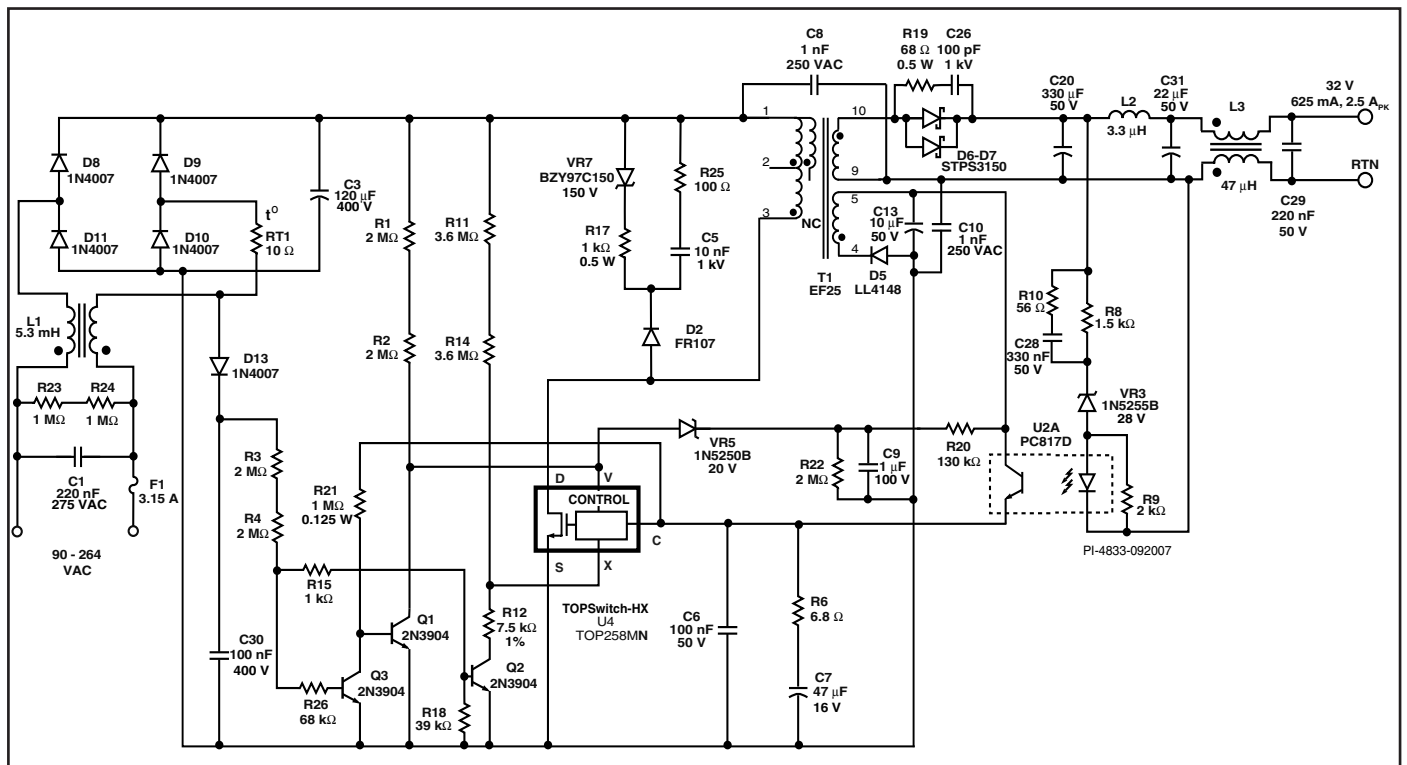 C8
1 nF
250 VAC
R19
68 Ω
0.5 W
C26
100 pF
1 kV
C20
330 μF
50 V
C31
22 μF
50 V
L2
3.3 μH
L3
47 μH
32 V
625 mA, 2.5 APK
RTN
C29
220 nF
50 V
D8
1N4007
D9
1N4007
D11
1N4007
D10
1N4007
C3
120 μF
400 V
tO
RT1
10 Ω
R1
2 MΩ
R11
3.6 MΩ
VR7
BZY97C150
150 V
R25
100 Ω
R17
1 kΩ
0.5 W
C5
10 nF
1 kV
1
2
3
NC
10
9
5
4
D6-D7
STPS3150
C13
10 μF
50 V
C10
1 nF
250 VAC
T1
EF25
D5
LL4148
L1
5.3 mH
R2
2 MΩ
R14
3.6 MΩ
D2
FR107
R10
56 Ω
R8
1.5 kΩ
C28
330 nF
50 V
D13
1N4007
R23
1 MΩ
R24
1 MΩ
C1
220 nF
275 VAC
F1
3.15 A
90 - 264
VAC
VR3
1N5255B
28 V
VR5
1N5250B
20 V
R20
130 kΩ
U2A
PC817D
R22
2 MΩ
C9
1 μF
100 V
R9
2 kΩ
PI-4833-092007
R3
2 MΩ
R4
2 MΩ
R21
1 MΩ
0.125 W
D
V
CONTROL
C
S
X
TOPSwitch-HX
U4
TOP258MN
R15
1 kΩ
R12
7.5 kΩ
1%
C6
100 nF
50 V
R6
6.8 Ω
C7
47 μF
16 V
C30
100 nF
400 V
Q1
2N3904
Q3
2N3904
Q2
2N3904
R26
68 kΩ
R18
39 kΩ